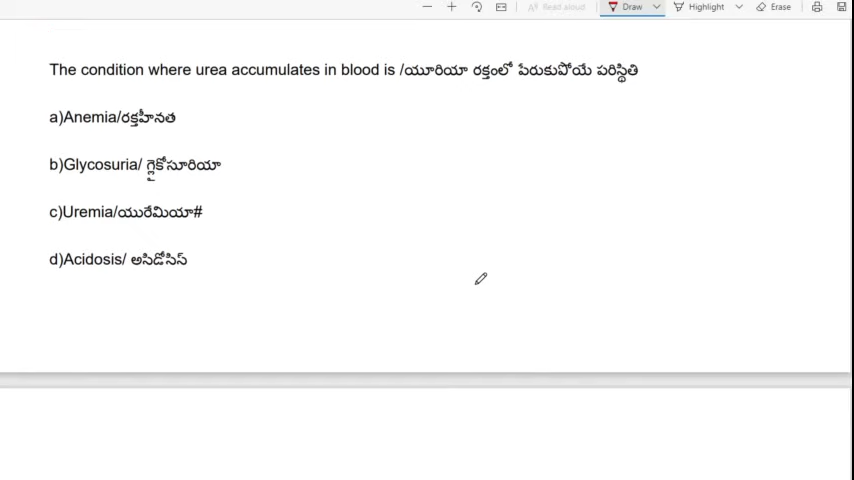 Read aloud Draw Highlight Erase
The condition where urea accumulates in blood is /యూరియా రక్తంలో పేరుకుపోయే పరిస్థితి
a)Anemia/రక్తహీనత
b)Glycosuria/ గ్లైకోసూరియా
c)Uremia/యురేమియా#
d)Acidosis/ అసిడోసిస్